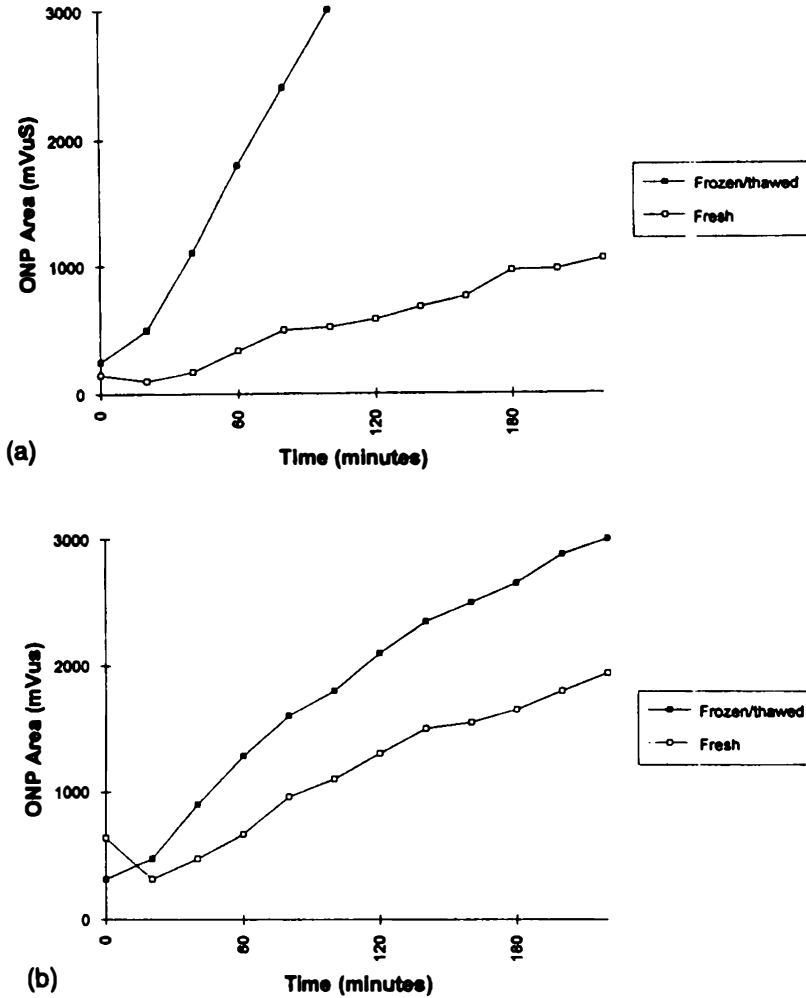 3000
2000
1000
0
ONP Area (mVuS)
0
60
120
180
Time (minutes)
Frozen/thawed
Fresh
(a)
3000
2000
1000
0
ONP Area (mVus)
0
60
120
180
Time (minutes)
Frozen/thawed
Fresh
(b)